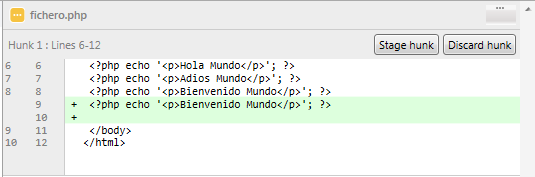 fichero.php
Hunk 1 : Lines 6-12
Stage hunk
Discard hunk
6 6 <?php echo '<p>Hola Mundo</p>'; ?>
7 7 <?php echo '<p>Adios Mundo</p>'; ?>
8 8 <?php echo '<p>Bienvenido Mundo</p>'; ?>
9 + <?php echo '<p>Bienvenido Mundo</p>'; ?>
10 +
9 11 </body>
10 12 </html>